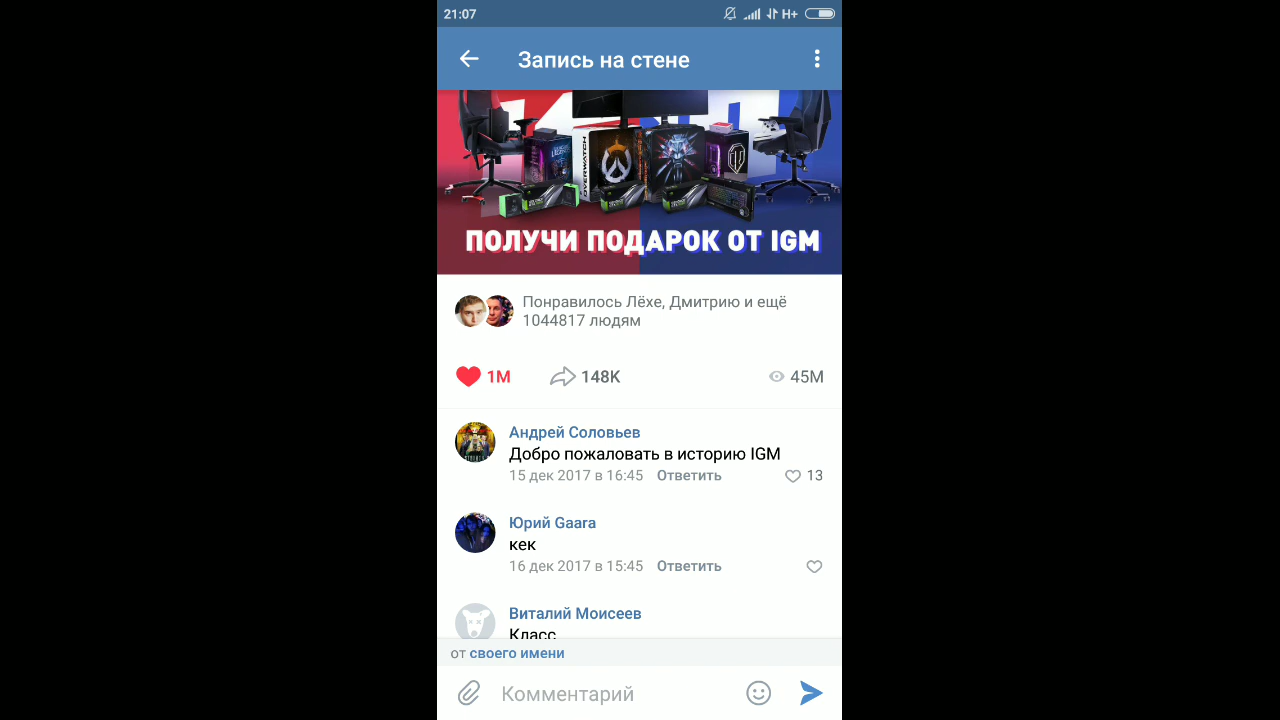 21:07
H+
Запись на стене
OVERWATCH
ПОЛУЧИ ПОДАРОК ОТ IGM
Понравилось Лёхе, Дмитрию и ещё
1044817 людям
1M
148K
45M
Андрей Соловьев
Добро пожаловать в историю IGM
15 дек 2017 в 16:45 Ответить
13
Юрий Gaara
кек
16 дек 2017 в 15:45 Ответить
Виталий Моисеев
Класс
от своего имени
Комментарий